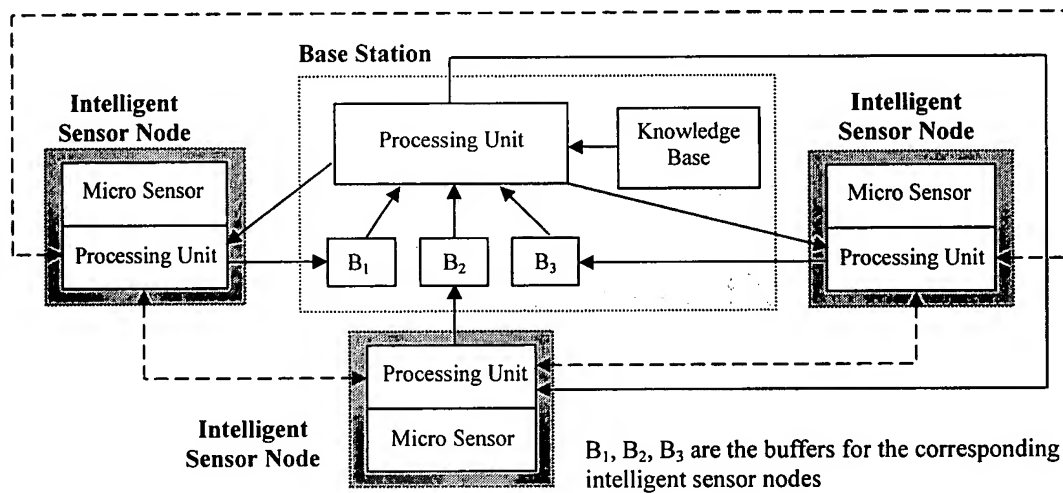 Base Station
Intelligent
Sensor Node
Micro Sensor
Processing Unit
Processing Unit
Knowledge
Base
B₁
B₂
B₃
Intelligent
Sensor Node
Micro Sensor
Processing Unit
Processing Unit
Micro Sensor
Intelligent
Sensor Node
B₁, B₂, B₃ are the buffers for the corresponding
intelligent sensor nodes